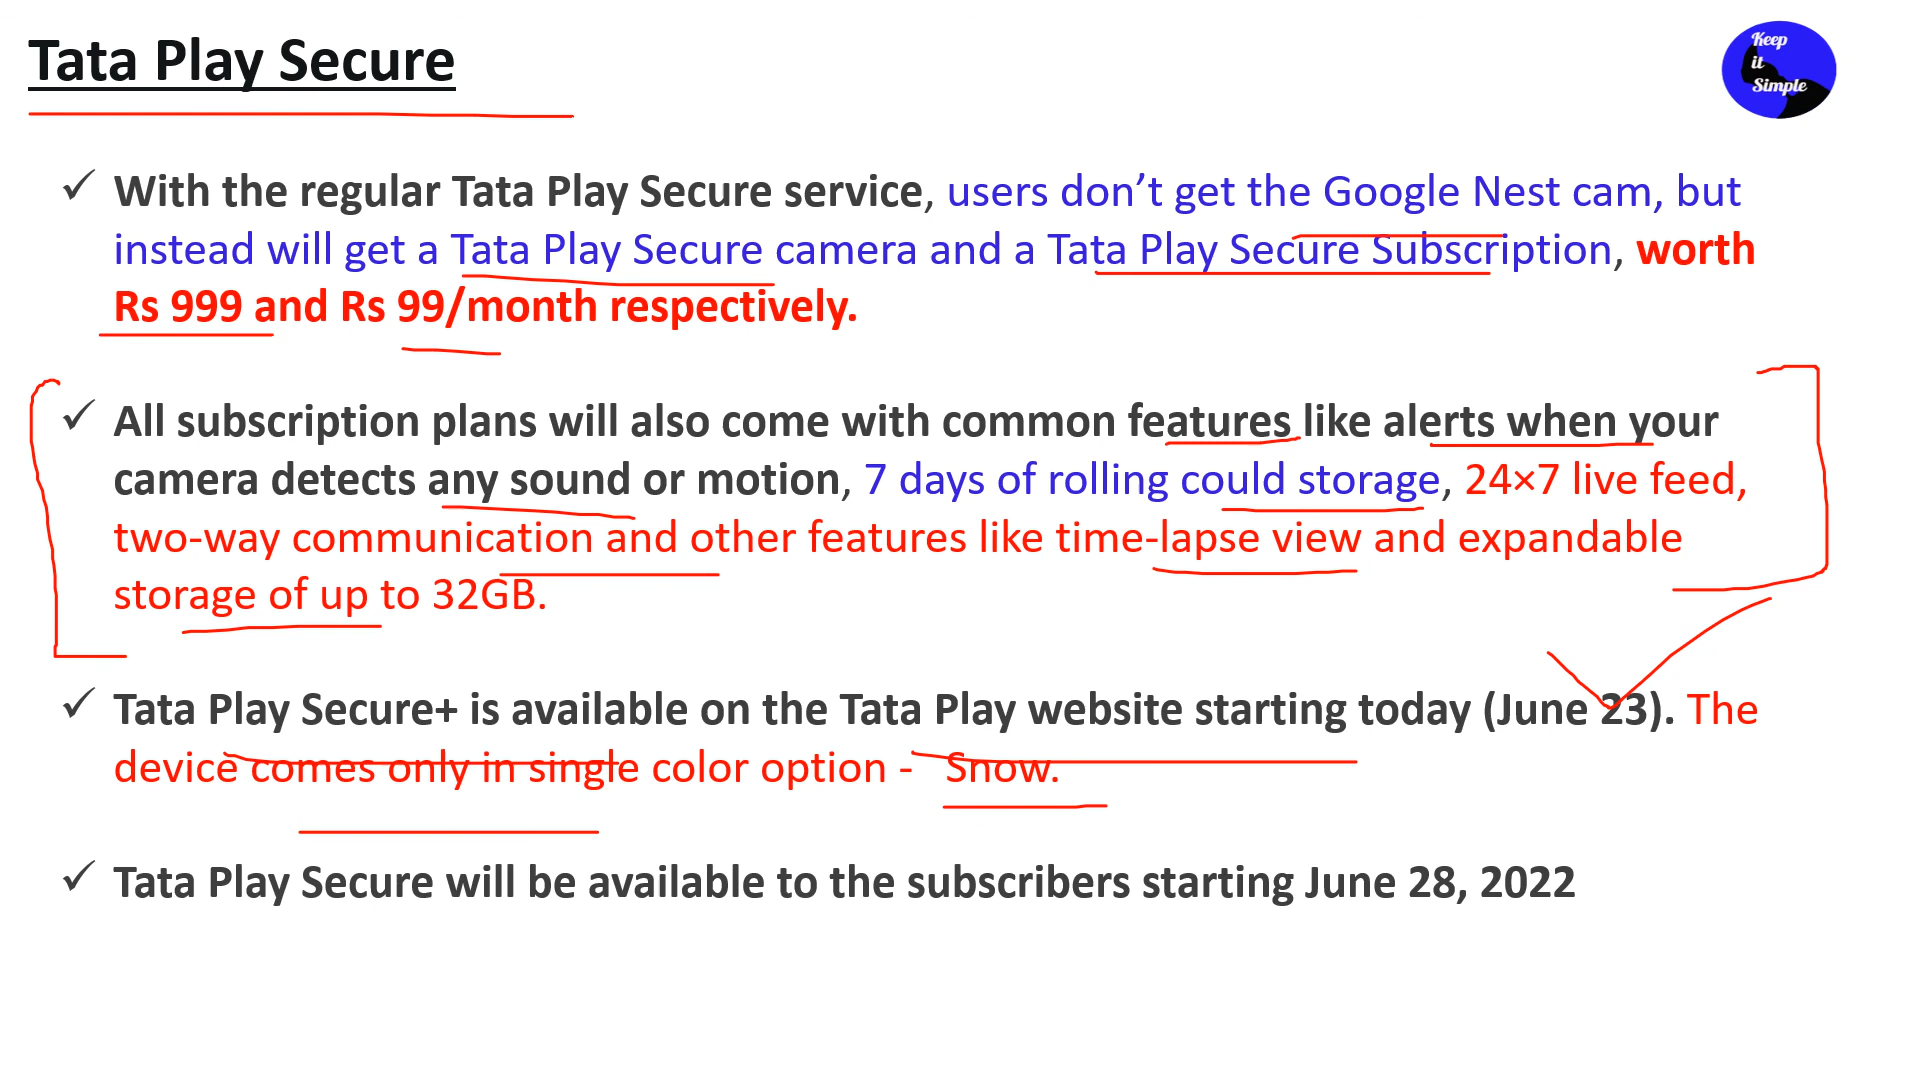 Tata Play Secure
Keep
it
Simple
✓ With the regular Tata Play Secure service, users don’t get the Google Nest cam, but
instead will get a Tata Play Secure camera and a Tata Play Secure Subscription, worth
Rs 999 and Rs 99/month respectively.
✓ All subscription plans will also come with common features like alerts when your
camera detects any sound or motion, 7 days of rolling could storage, 24×7 live feed,
two-way communication and other features like time-lapse view and expandable
storage of up to 32GB.
✓ Tata Play Secure+ is available on the Tata Play website starting today (June 23). The
device comes only in single color option - Snow.
✓ Tata Play Secure will be available to the subscribers starting June 28, 2022